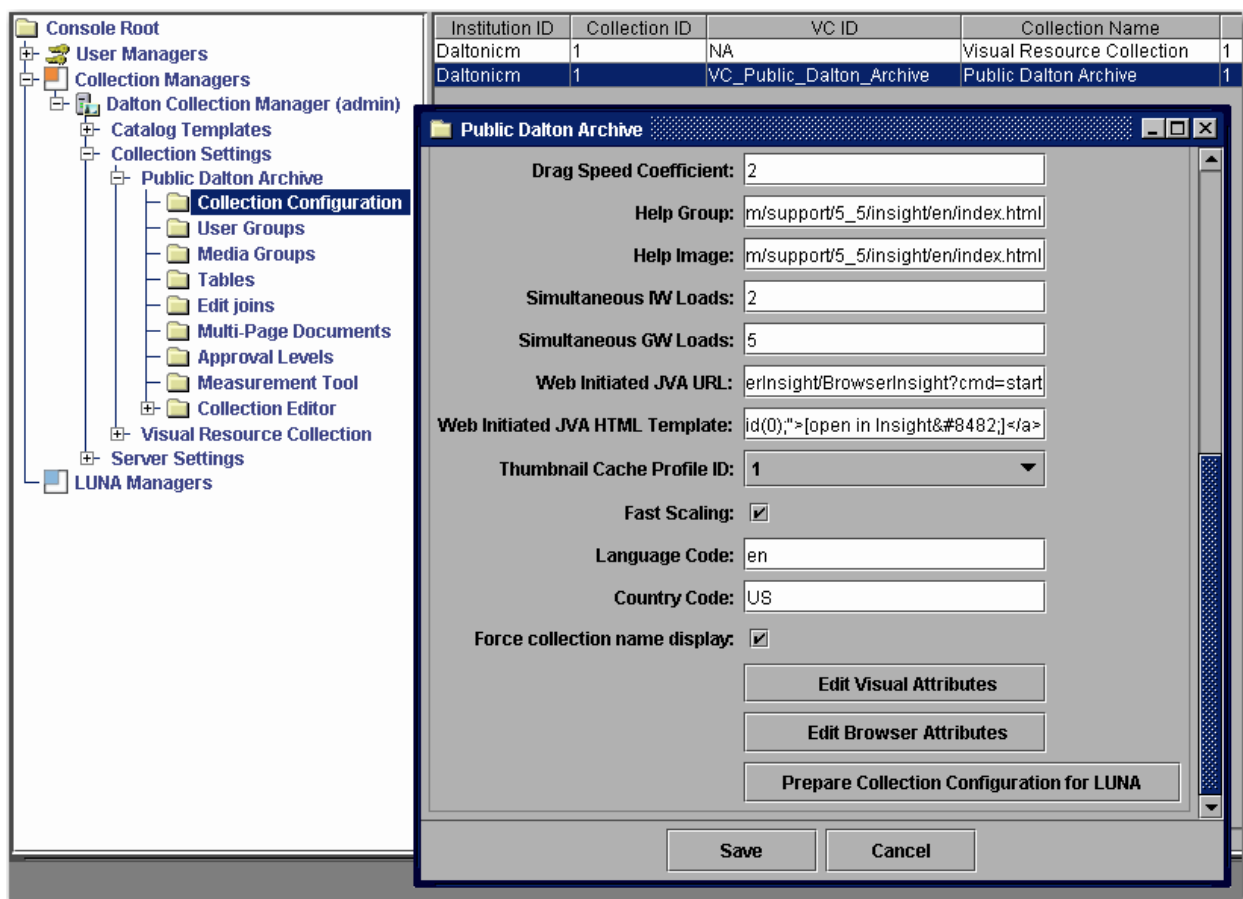 Console Root
User Managers
Collection Managers
Dalton Collection Manager (admin)
Catalog Templates
Collection Settings
Public Dalton Archive
Collection Configuration
User Groups
Media Groups
Tables
Edit joins
Multi-Page Documents
Approval Levels
Measurement Tool
Collection Editor
Visual Resource Collection
Server Settings
LUNA Managers
Institution ID Collection ID VC ID Collection Name
Daltonicm 1 NA Visual Resource Collection 1
Daltonicm 1 VC_Public_Dalton_Archive Public Dalton Archive 1
Public Dalton Archive
Drag Speed Coefficient: 2
Help Group: m/support/5_5/insight/en/index.html
Help Image: m/support/5_5/insight/en/index.html
Simultaneous IW Loads: 2
Simultaneous GW Loads: 5
Web Initiated JVA URL: erInsight/BrowserInsight?cmd=start
Web Initiated JVA HTML Template: id(0);">[open in Insight&#8482;]</a>
Thumbnail Cache Profile ID: 1
Fast Scaling:
Language Code: en
Country Code: US
Force collection name display:
Edit Visual Attributes
Edit Browser Attributes
Prepare Collection Configuration for LUNA
Save Cancel